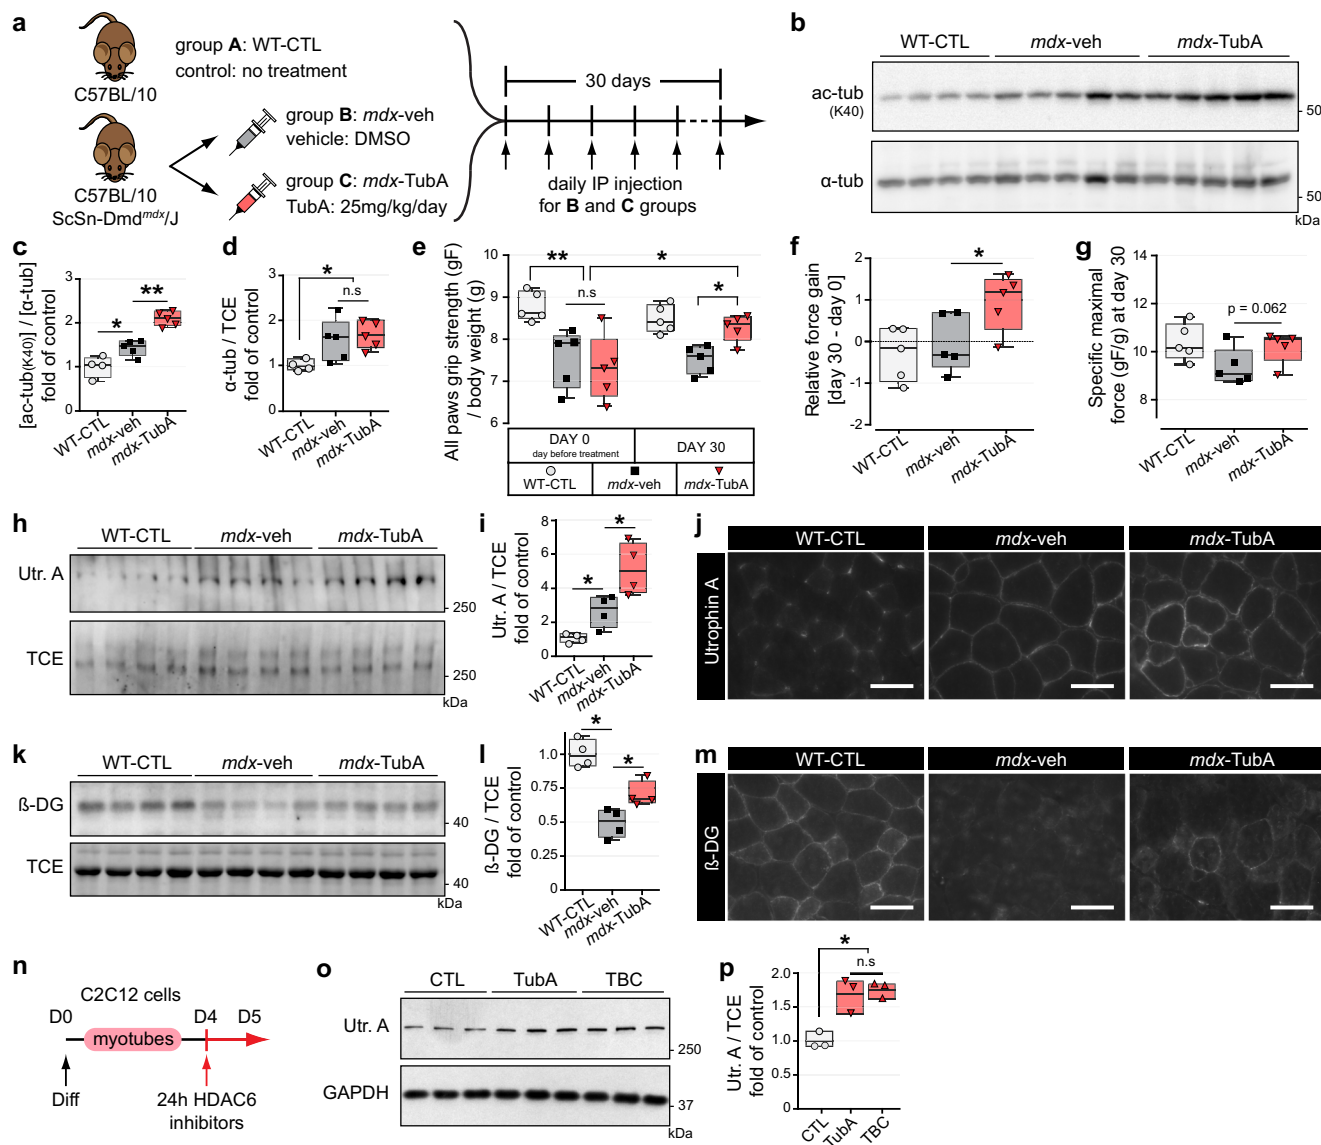 a
group A: WT-CTL
control: no treatment
C57BL/10
group B: mdx-veh
vehicle: DMSO
C57BL/10
ScSn-Dmdmdx/J
group C: mdx-TubA
TubA: 25mg/kg/day
30 days
daily IP injection
for B and C groups
b
WT-CTL mdx-veh mdx-TubA
ac-tub
(K40)
50
α-tub
50
kDa
c
[ac-tub(K40)] / [α-tub]
fold of control
3
2
1
0
*
**
WT-CTL
mdx-veh
mdx-TubA
d
α-tub / TCE
fold of control
3
2
1
0
*
n.s
WT-CTL
mdx-veh
mdx-TubA
e
All paws grip strength (gF)
/ body weight (g)
10
9
8
7
6
**
n.s
*
*
DAY 0
day before treatment
DAY 30
WT-CTL
mdx-veh
mdx-TubA
f
Relative force gain
[day 30 - day 0]
2
1
0
-1
-2
*
WT-CTL
mdx-veh
mdx-TubA
g
Specific maximal
force (gF/g) at day 30
14
12
10
8
p = 0.062
WT-CTL
mdx-veh
mdx-TubA
h
WT-CTL mdx-veh mdx-TubA
Utr. A
250
TCE
250
kDa
i
Utr. A / TCE
fold of control
8
6
4
2
0
*
*
WT-CTL
mdx-veh
mdx-TubA
j
WT-CTL mdx-veh mdx-TubA
Utrophin A
k
WT-CTL mdx-veh mdx-TubA
ß-DG
40
TCE
40
kDa
l
ß-DG / TCE
fold of control
1.0
0.75
0.5
0.25
0
*
*
WT-CTL
mdx-veh
mdx-TubA
m
WT-CTL mdx-veh mdx-TubA
ß-DG
n
C2C12 cells
D0 D4 D5
myotubes
Diff
24h HDAC6
inhibitors
o
CTL TubA TBC
Utr. A
250
GAPDH
37
kDa
p
Utr. A / TCE
fold of control
2.0
1.5
1.0
0.5
0
*
n.s
CTL
TubA
TBC